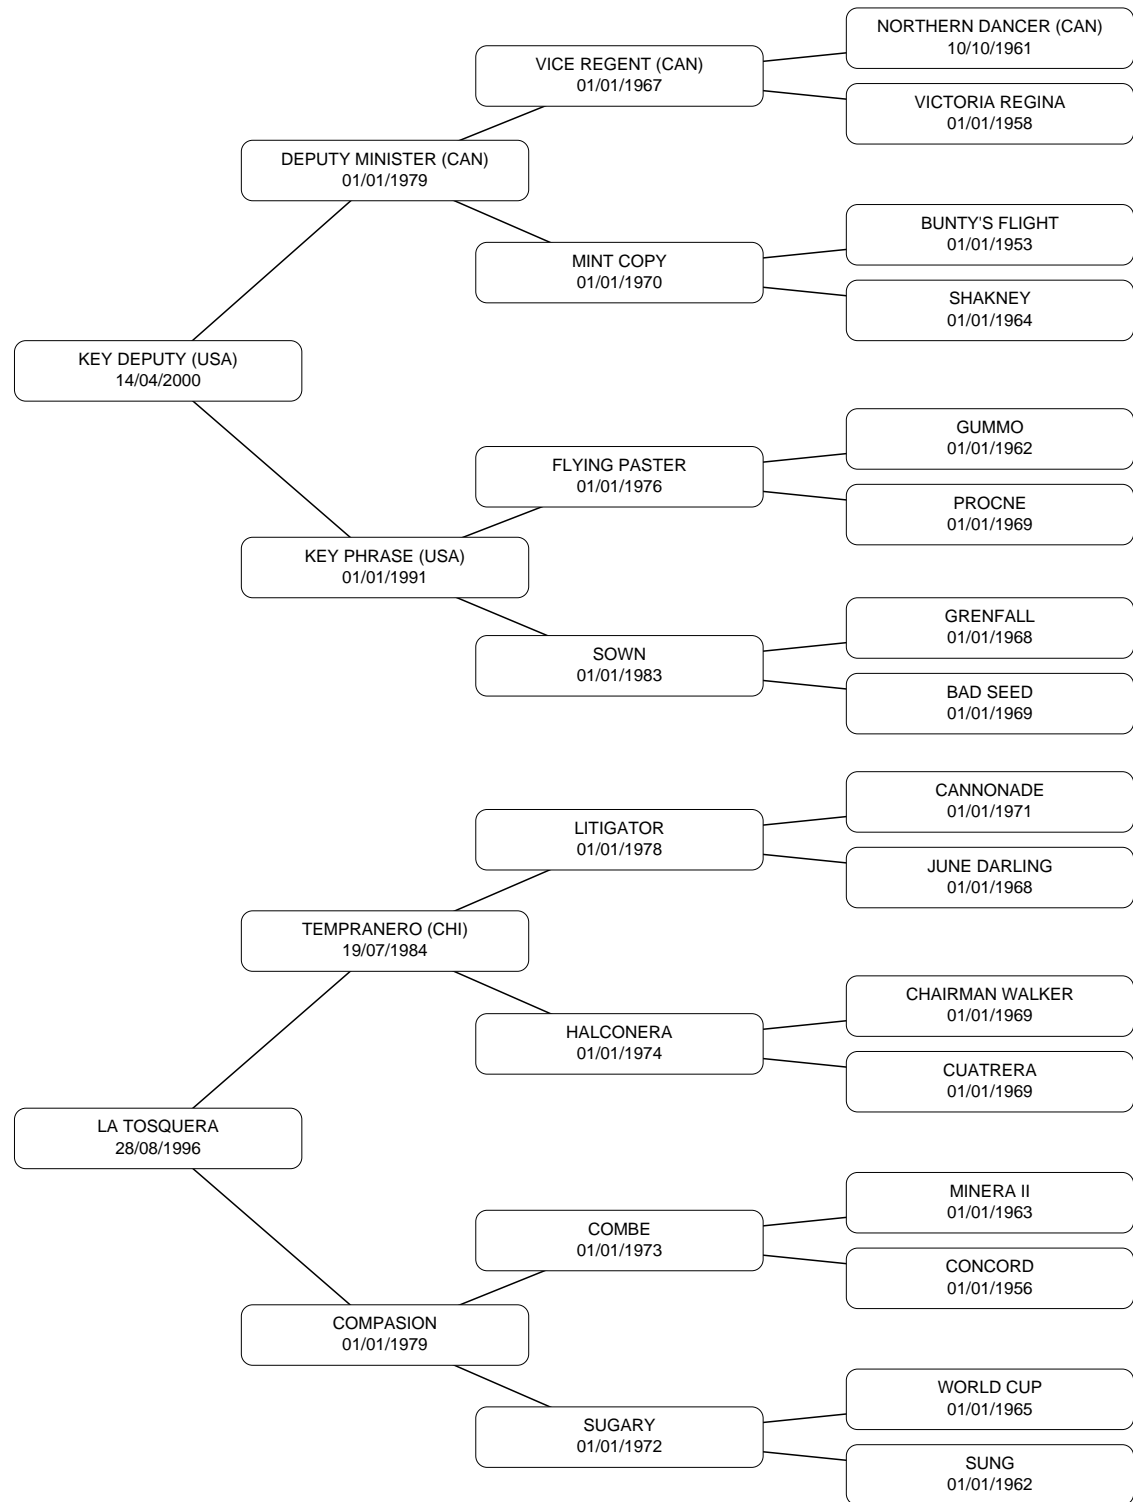 NORTHERN DANCER (CAN)
10/10/1961
VICE REGENT (CAN)
01/01/1967
VICTORIA REGINA
01/01/1958
DEPUTY MINISTER (CAN)
01/01/1979
BUNTY'S FLIGHT
01/01/1953
MINT COPY
01/01/1970
SHAKNEY
01/01/1964
KEY DEPUTY (USA)
14/04/2000
GUMMO
01/01/1962
FLYING PASTER
01/01/1976
PROCNE
01/01/1969
KEY PHRASE (USA)
01/01/1991
GRENFALL
01/01/1968
SOWN
01/01/1983
BAD SEED
01/01/1969
CANNONADE
01/01/1971
LITIGATOR
01/01/1978
JUNE DARLING
01/01/1968
TEMPRANERO (CHI)
19/07/1984
CHAIRMAN WALKER
01/01/1969
HALCONERA
01/01/1974
CUATRERA
01/01/1969
LA TOSQUERA
28/08/1996
MINERA II
01/01/1963
COMBE
01/01/1973
CONCORD
01/01/1956
COMPASION
01/01/1979
WORLD CUP
01/01/1965
SUGARY
01/01/1972
SUNG
01/01/1962